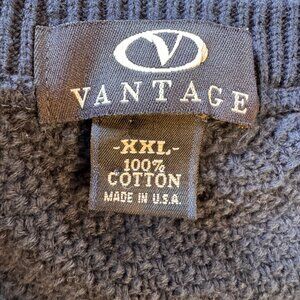 V
VANTAGE
-XXL-
100%
COTTON
MADE IN U.S.A.